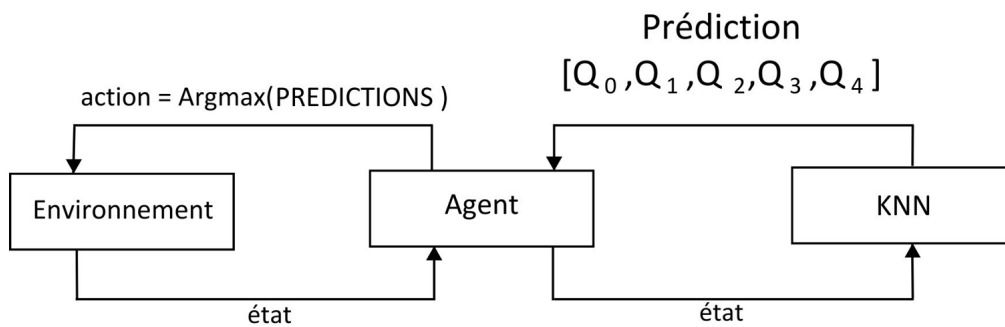 Prédiction
[Q₀,Q₁,Q₂,Q₃,Q₄]
action = Argmax(PREDICTIONS )
Environnement
Agent
KNN
état
état